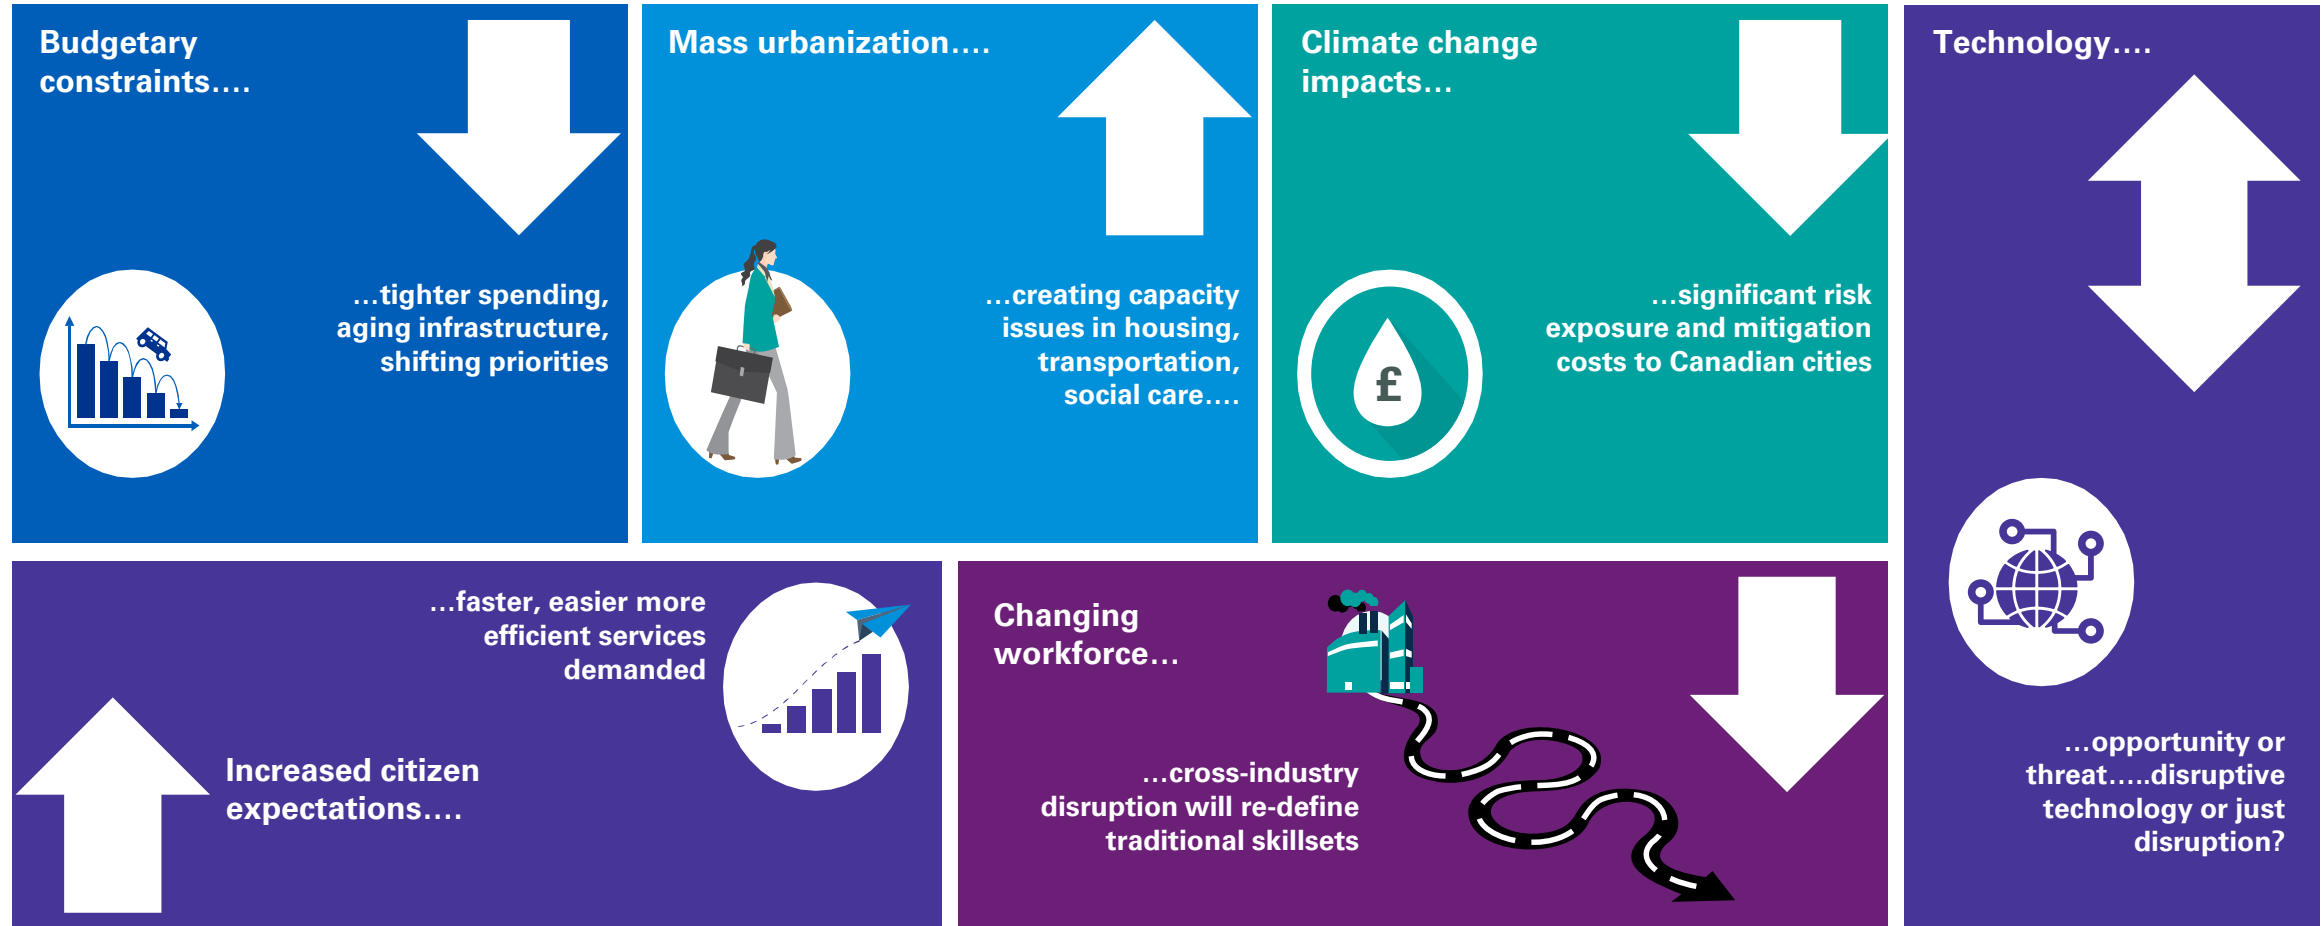 Budgetary
constraints....
...tighter spending,
aging infrastructure,
shifting priorities
Mass urbanization....
...creating capacity
issues in housing,
transportation,
social care....
Climate change
impacts...
£
...significant risk
exposure and mitigation
costs to Canadian cities
Technology....
...opportunity or
threat.....disruptive
technology or just
disruption?
...faster, easier more
efficient services
demanded
Increased citizen
expectations....
Changing
workforce...
...cross-industry
disruption will re-define
traditional skillsets